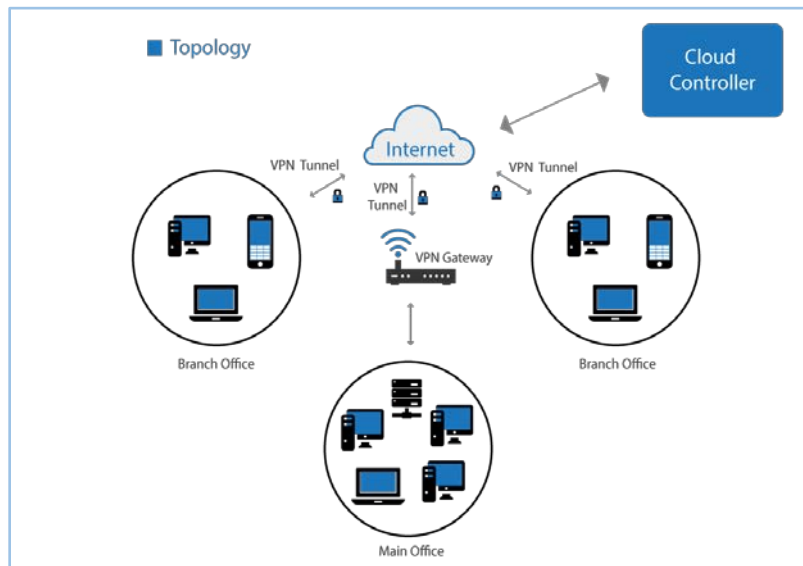 Topology
Cloud
Controller
Internet
VPN Tunnel
VPN
Tunnel
VPN Tunnel
VPN Gateway
Branch Office
Branch Office
Main Office